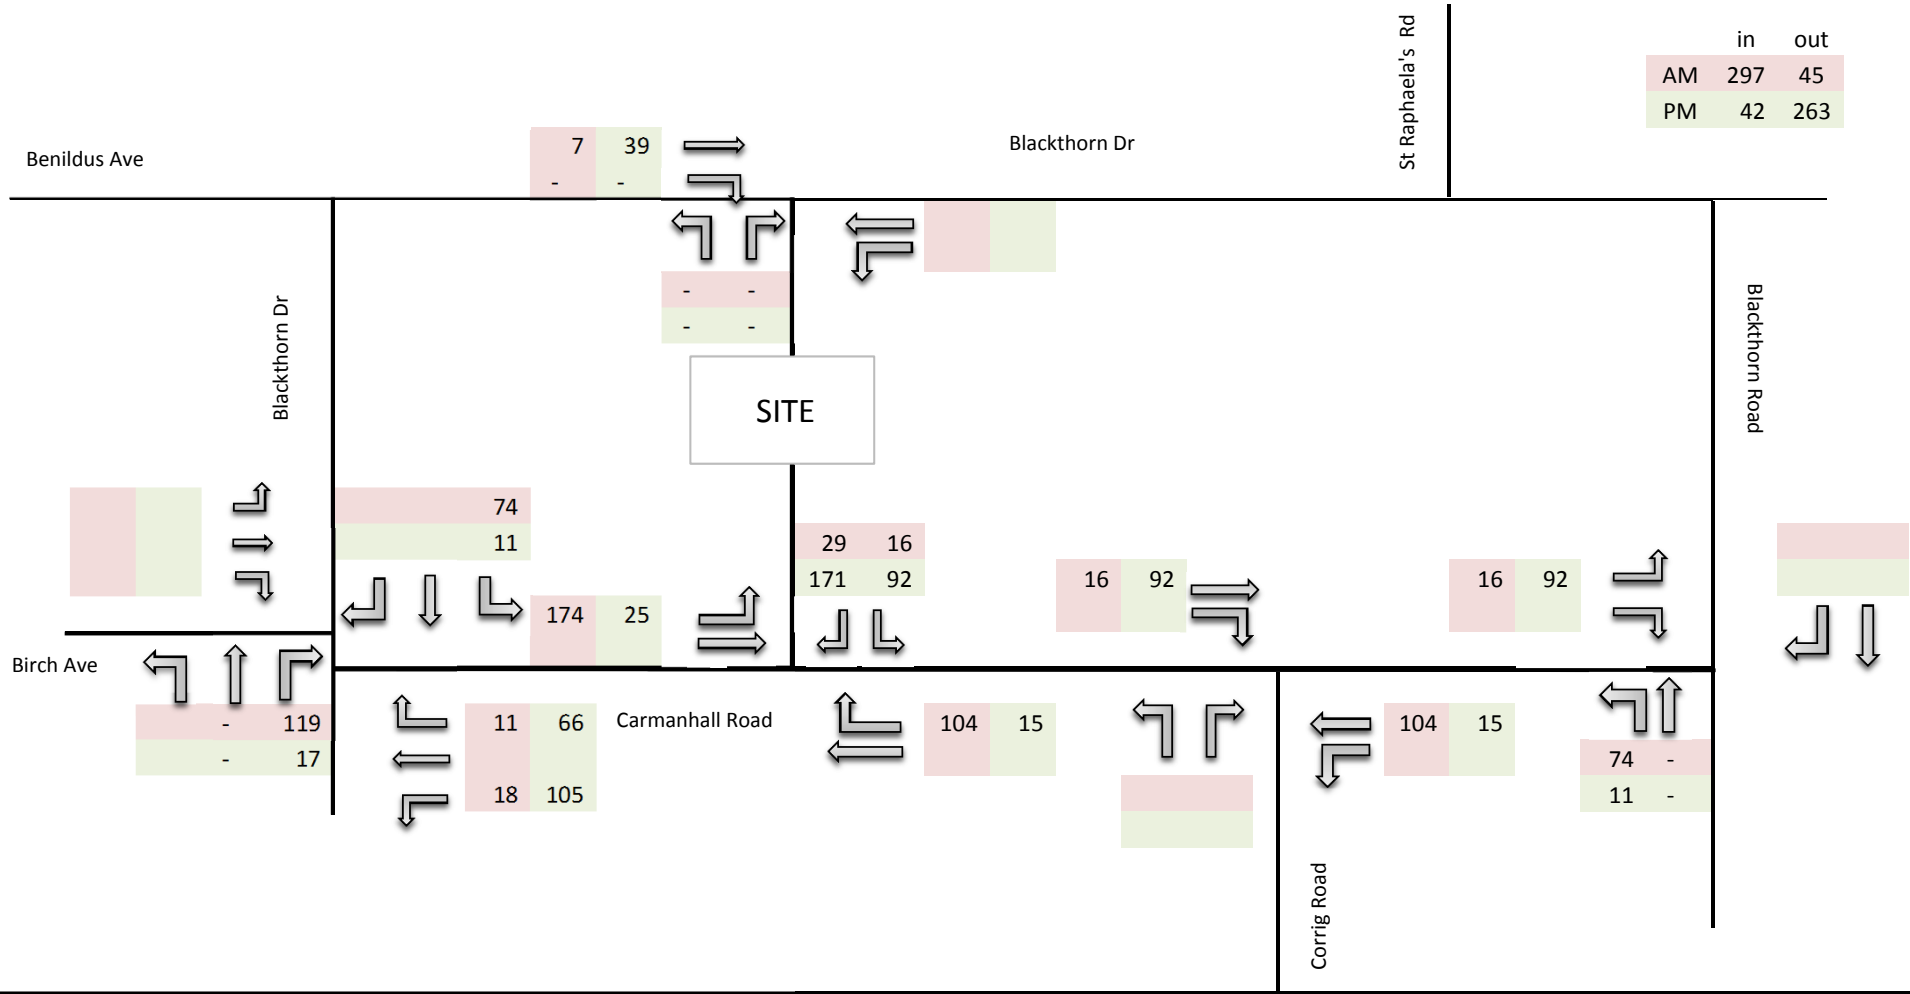 St Raphaela's Rd
in out
AM 297 45
PM 42 263
Benildus Ave
7 39
- -
Blackthorn Dr
- -
- -
Blackthorn Dr
SITE
Blackthorn Road
74
11
29 16
171 92
16 92
16 92
174 25
Birch Ave
- 119
- 17
11 66
18 105
Carmanhall Road
104 15
104 15
74 -
11 -
Corrig Road